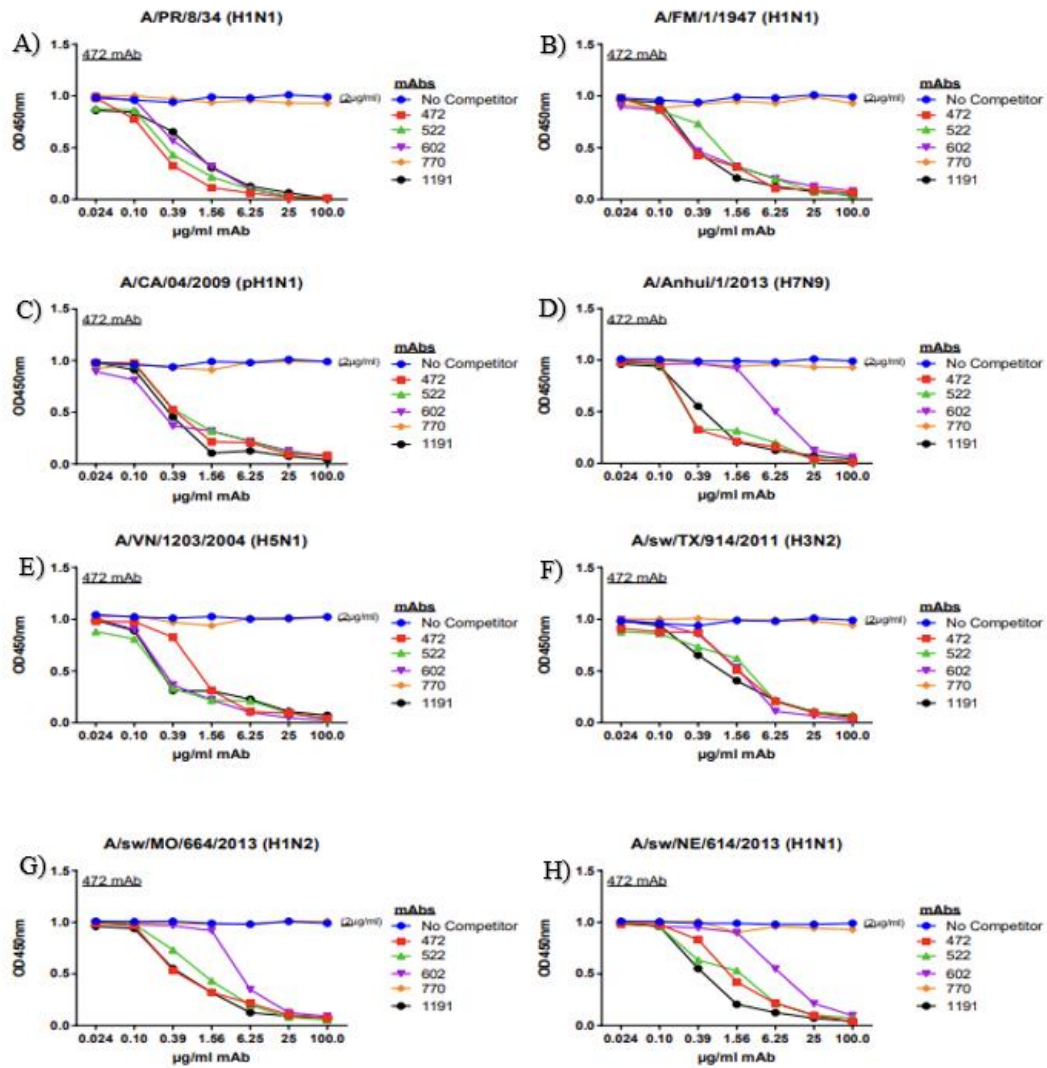 A/PR/8/34 (H1N1)
A)
472 mAb
OD450nm
1.5
1.0
0.5
0.0
0.024 0.10 0.39 1.56 6.25 25 100.0
µg/ml mAb
(2µg/ml)
mAbs
No Competitor
472
522
602
770
1191
A/FM/1/1947 (H1N1)
B)
472 mAb
OD450nm
1.5
1.0
0.5
0.0
0.024 0.10 0.39 1.56 6.25 25 100.0
µg/ml mAb
(2µg/ml)
mAbs
No Competitor
472
522
602
770
1191
A/CA/04/2009 (pH1N1)
C)
472 mAb
OD450nm
1.5
1.0
0.5
0.0
0.024 0.10 0.39 1.56 6.25 25 100.0
µg/ml mAb
(2µg/ml)
mAbs
No Competitor
472
522
602
770
1191
A/Anhui/1/2013 (H7N9)
D)
472 mAb
OD450nm
1.5
1.0
0.5
0.0
0.024 0.10 0.39 1.56 6.25 25 100.0
µg/ml mAb
(2µg/ml)
mAbs
No Competitor
472
522
602
770
1191
A/VN/1203/2004 (H5N1)
E)
472 mAb
OD450nm
1.5
1.0
0.5
0.0
0.024 0.10 0.39 1.56 6.25 25 100.0
µg/ml mAb
(2µg/ml)
mAbs
No Competitor
472
522
602
770
1191
A/sw/TX/914/2011 (H3N2)
F)
472 mAb
OD450nm
1.5
1.0
0.5
0.0
0.024 0.10 0.39 1.56 6.25 25 100.0
µg/ml mAb
(2µg/ml)
mAbs
No Competitor
472
522
602
770
1191
A/sw/MO/664/2013 (H1N2)
G)
472 mAb
OD450nm
1.5
1.0
0.5
0.0
0.024 0.10 0.39 1.56 6.25 25 100.0
µg/ml mAb
(2µg/ml)
mAbs
No Competitor
472
522
602
770
1191
A/sw/NE/614/2013 (H1N1)
H)
472 mAb
OD450nm
1.5
1.0
0.5
0.0
0.024 0.10 0.39 1.56 6.25 25 100.0
µg/ml mAb
(2µg/ml)
mAbs
No Competitor
472
522
602
770
1191